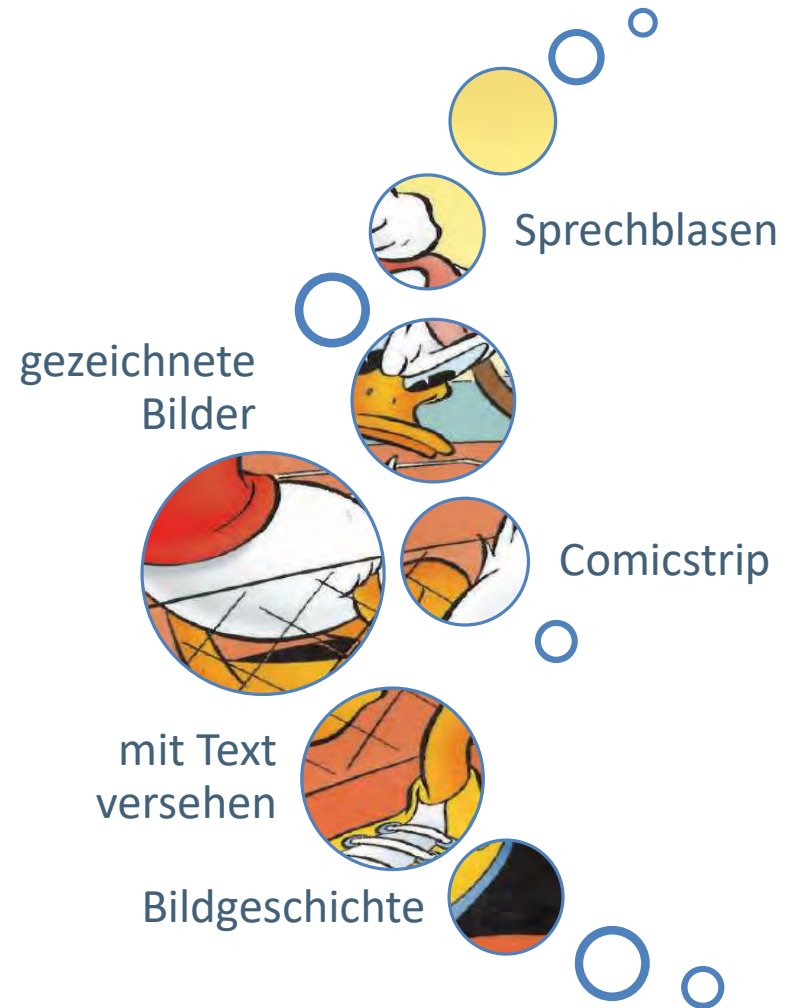 Sprechblasen
gezeichnete
Bilder
Comicstrip
mit Text
versehen
Bildgeschichte